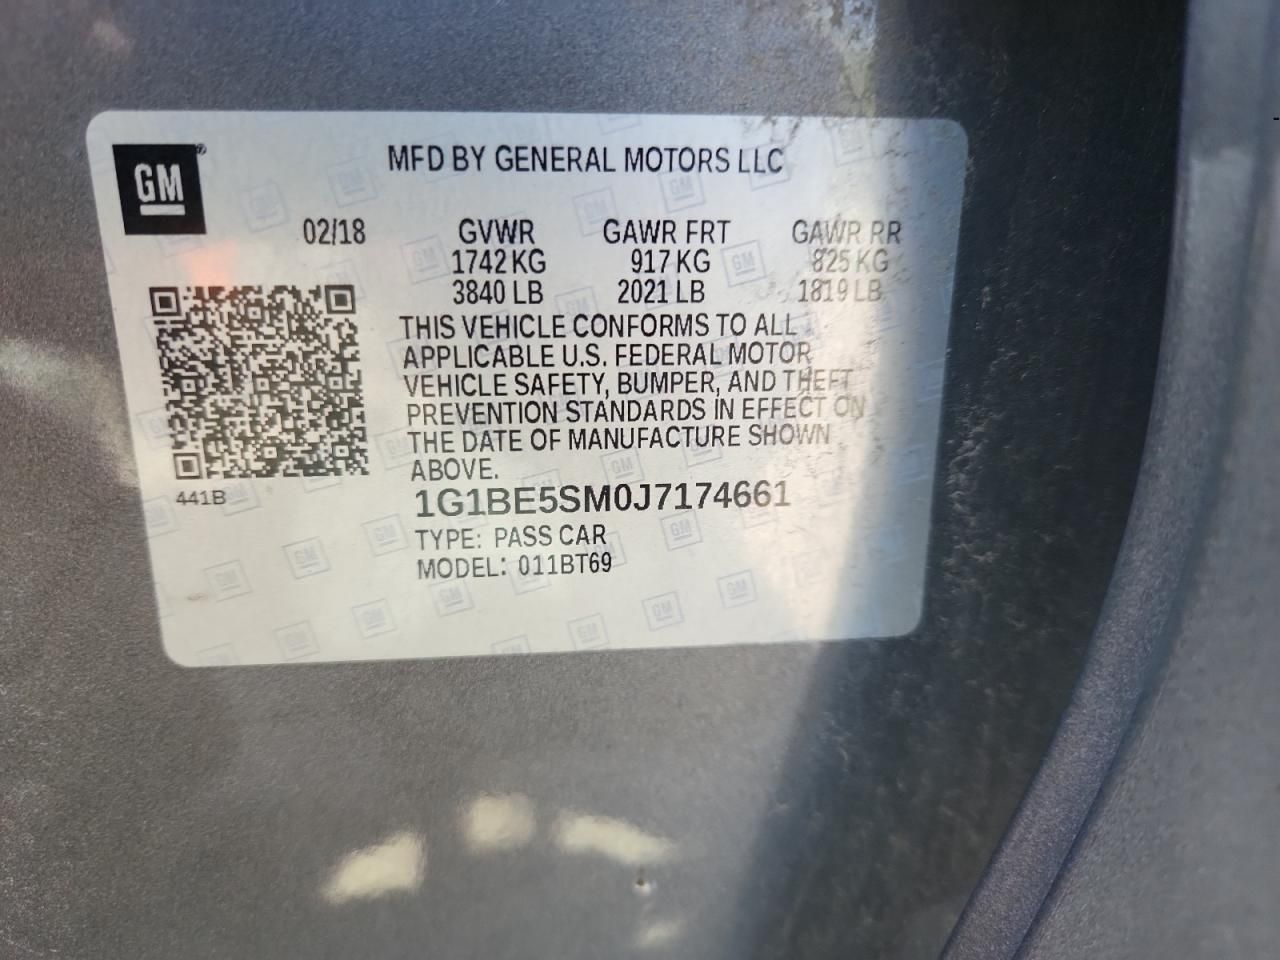 GM
MFD BY GENERAL MOTORS LLC
02/18 GVWR GAWR FRT GAWR RR
1742 KG 917 KG 825 KG
3840 LB 2021 LB 1819 LB
THIS VEHICLE CONFORMS TO ALL
APPLICABLE U.S. FEDERAL MOTOR
VEHICLE SAFETY, BUMPER, AND THEFT
PREVENTION STANDARDS IN EFFECT ON
THE DATE OF MANUFACTURE SHOWN
ABOVE.
441B
1G1BE5SM0J7174661
TYPE: PASS CAR
MODEL: 011BT69